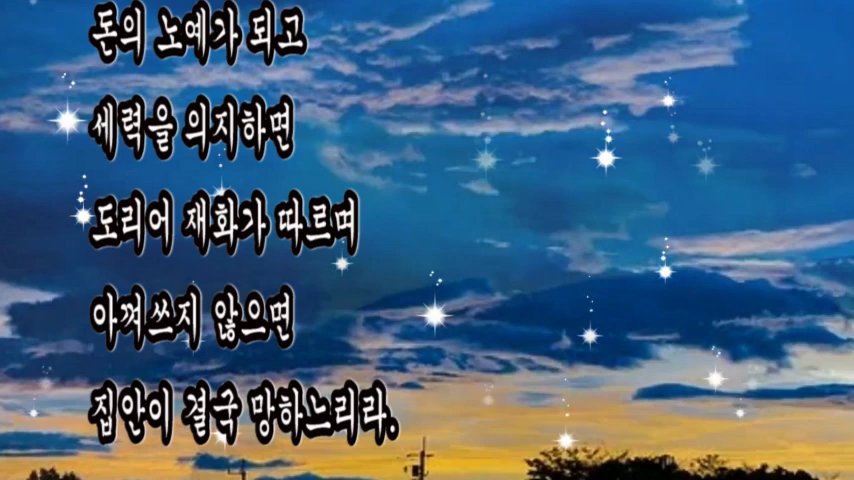 돈의 노예가 되고
세력을 의지하면
도리어 재화가 따르며
아껴쓰지 않으면
집안이 결국 망하느리라.